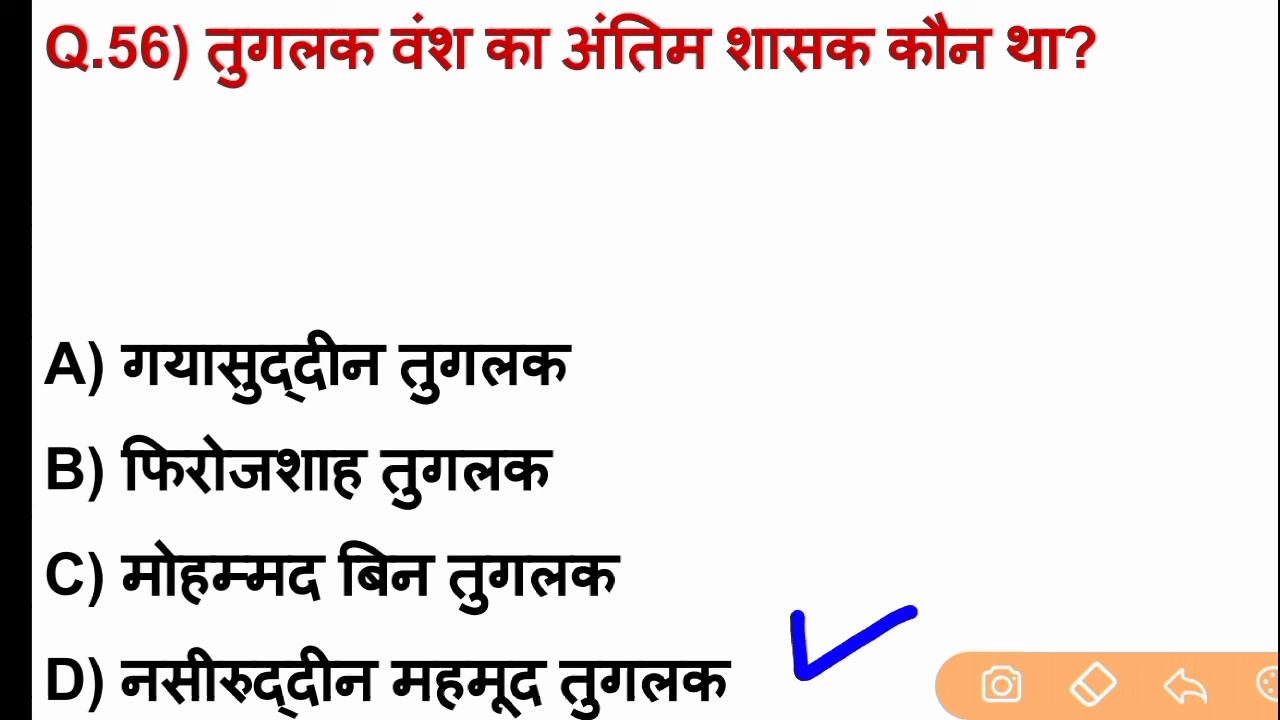 Q.56) तुगलक वंश का अंतिम शासक कौन था?
A) गयासुद्दीन तुगलक
B) फिरोजशाह तुगलक
C) मोहम्मद बिन तुगलक
D) नसीरुद्दीन महमूद तुगलक